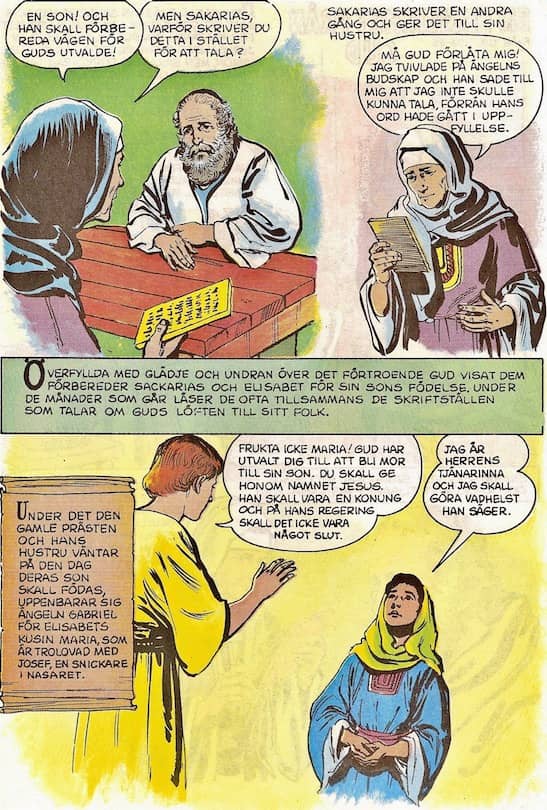 EN SON! OCH
HAN SKALL FÖRBE-
REDA VÄGEN FÖR
GUDS UTVALDE!
MEN SAKARIAS,
VARFÖR SKRIVER DU
DETTA I STÄLLET
FÖR ATT TALA?
SAKARIAS SKRIVER EN ANDRA
GÅNG OCH GER DET TILL SIN
HUSTRU.
MÅ GUD FÖRLÅTA MIG!
JAG TVIVLADE PÅ ÄNGELNS
BUDSKAP OCH HAN SADE TILL
MIG ATT JAG INTE SKULLE
KUNNA TALA, FÖRRÄN HANS
ORD HADE GÅTT I UPP-
FYLLELSE.
ÖVERFYLLDA MED GLÄDJE OCH UNDRAN ÖVER DET FÖRTROENDE GUD VISAT DEM
FÖRBEREDER SACKARIAS OCH ELISABET FÖR SIN SONS FÖDELSE. UNDER
DE MÅNADER SOM GÅR LÄSER DE OFTA TILLSAMMANS DE SKRIFTSTÄLLEN
SOM TALAR OM GUDS LÖFTEN TILL SITT FOLK.
UNDER DET DEN
GAMLE PRÄSTEN
OCH HANS
HUSTRU VÄNTAR
PÅ DEN DAG
DERAS SON
SKALL FÖDAS,
UPPENBARAR SIG
ÄNGELN GABRIEL
FÖR ELISABETS
KUSIN MARIA, SOM
ÄR TROLOVAD MED
JOSEF, EN SNICKARE
I NASARET.
FRUKTA ICKE MARIA! GUD HAR
UTVALT DIG TILL ATT BLI MOR
TILL SIN SON. DU SKALL GE
HONOM NAMNET JESUS.
HAN SKALL VARA EN KONUNG
OCH PÅ HANS REGERING
SKALL DET ICKE VARA
NÅGOT SLUT.
JAG ÄR
HERRENS
TJÄNARINNA
OCH JAG SKALL
GÖRA VADHELST
HAN SÄGER.